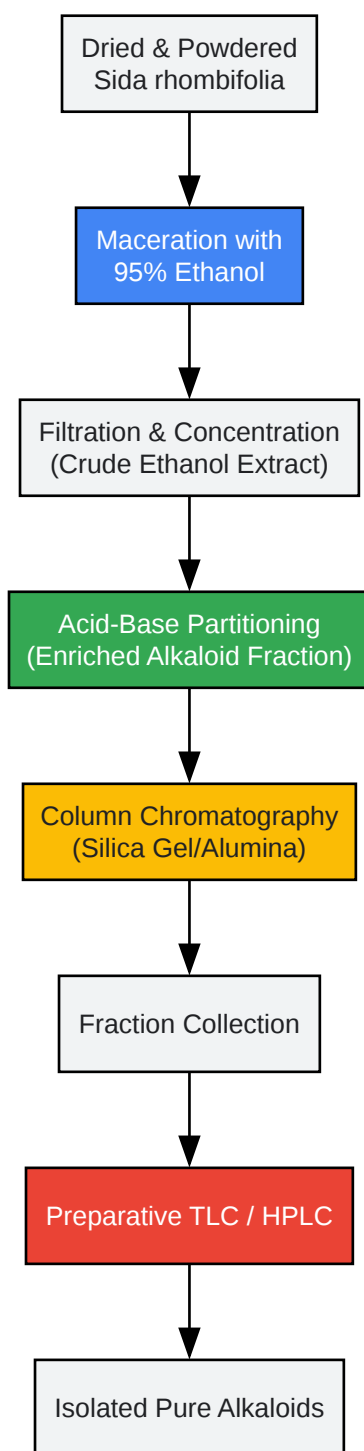 Dried & Powdered
Sida rhombifolia
Maceration with
95% Ethanol
Filtration & Concentration
(Crude Ethanol Extract)
Acid-Base Partitioning
(Enriched Alkaloid Fraction)
Column Chromatography
(Silica Gel/Alumina)
Fraction Collection
Preparative TLC / HPLC
Isolated Pure Alkaloids